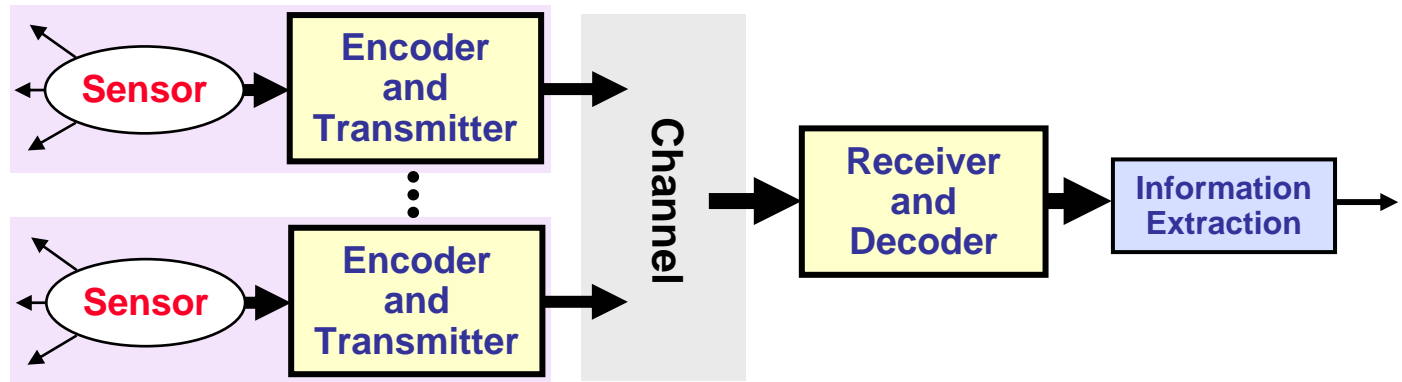 Sensor
Encoder
and
Transmitter
Sensor
Encoder
and
Transmitter
Channel
Receiver
and
Decoder
Information
Extraction